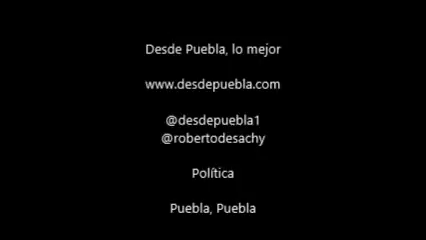 Desde Puebla, lo mejor
www.desdepuebla.com
@desdepuebla1
@robertodesachy
Política
Puebla, Puebla